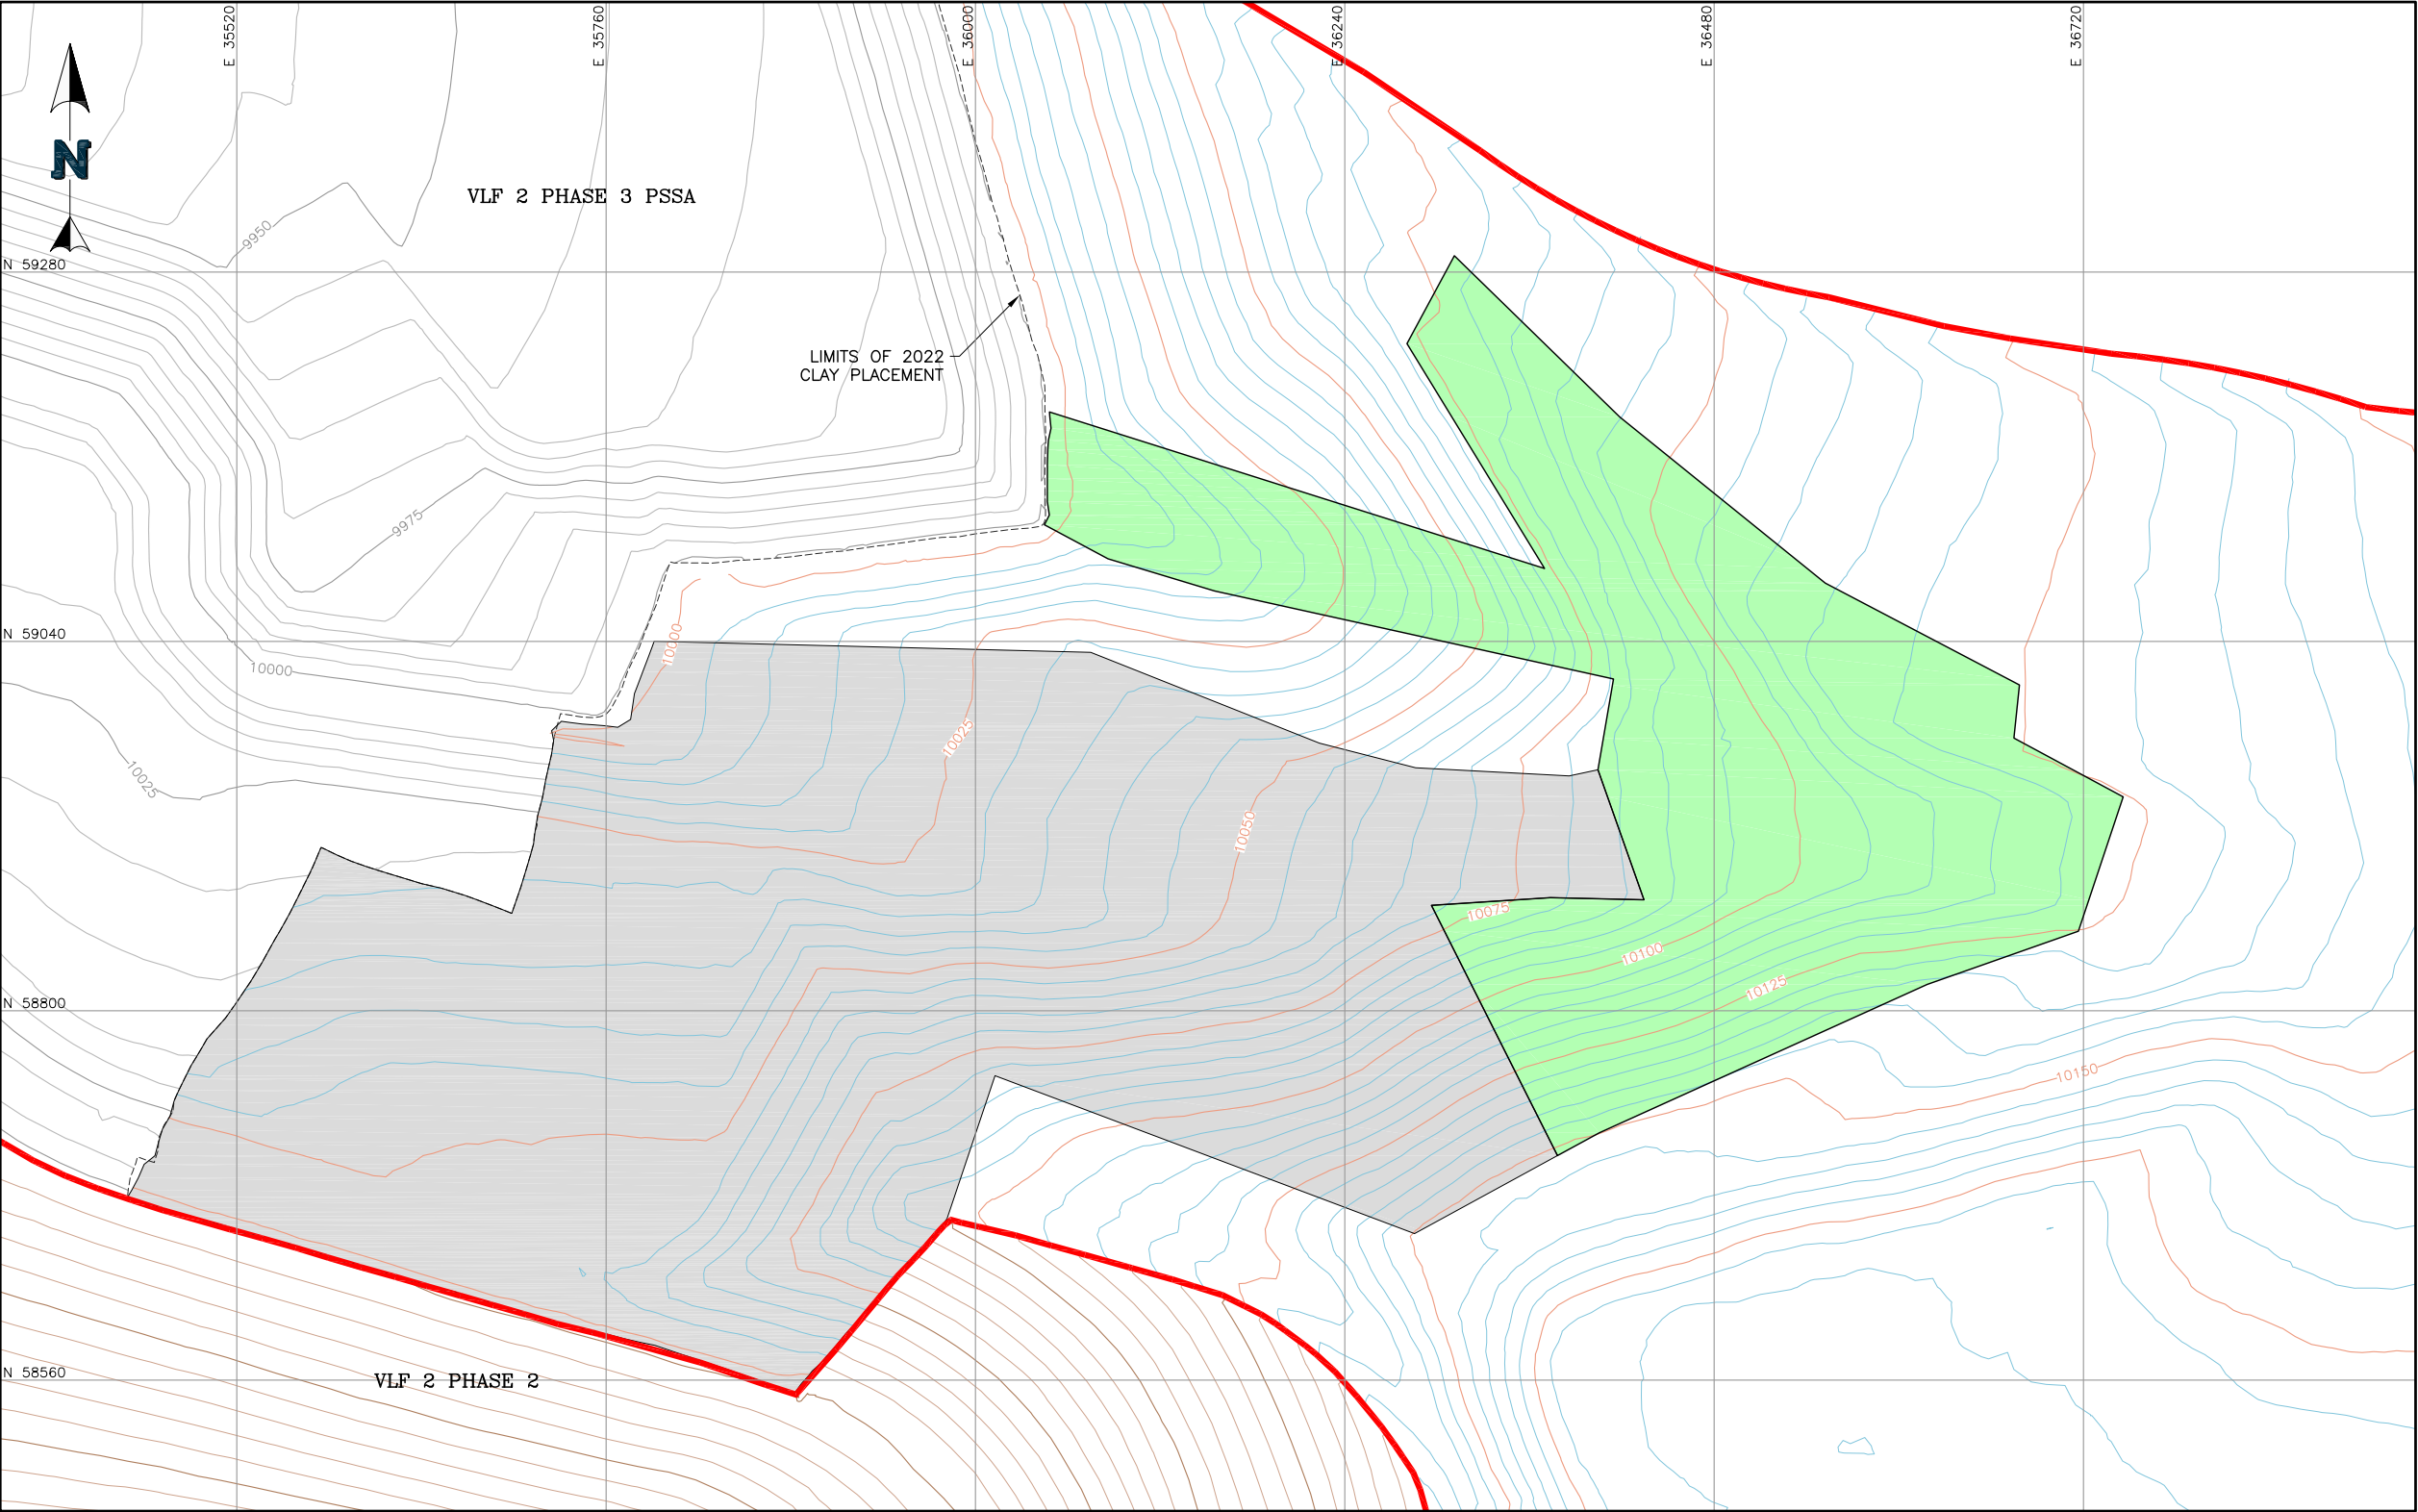 E 35520
E 35760
E 36000
E 36240
E 36480
E 36720
N
VLF 2 PHASE 3 PSSA
9950
N 59280
LIMITS OF 2022
CLAY PLACEMENT
9975
N 59040
10000
10000
10025
10025
10050
10075
10100
10125
N 58800
10150
N 58560
VLF 2 PHASE 2